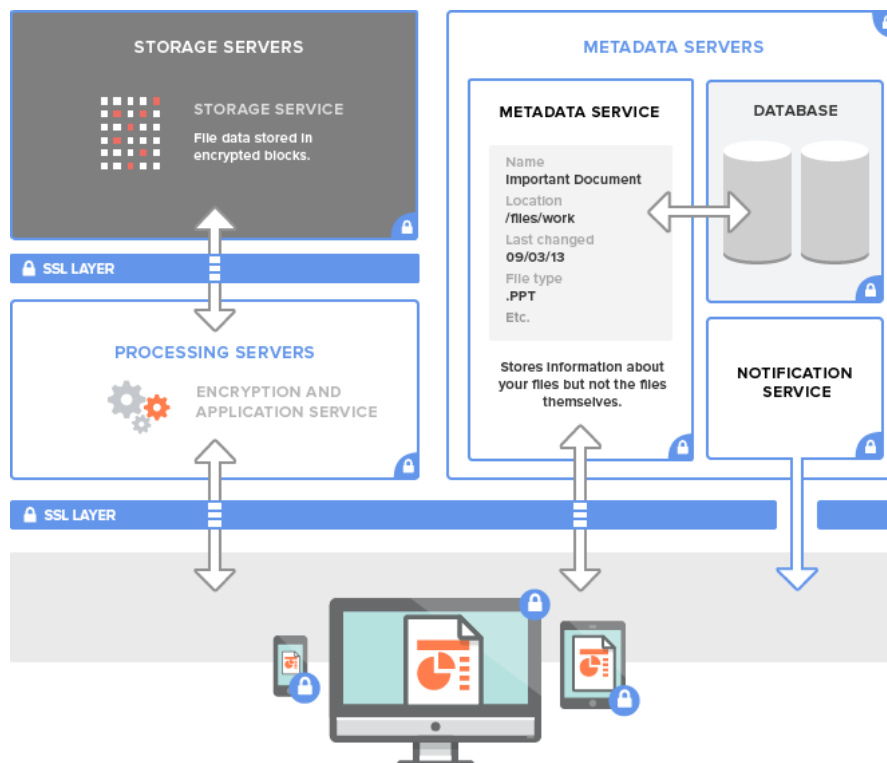 STORAGE SERVERS
STORAGE SERVICE
File data stored in
encrypted blocks.
SSL LAYER
PROCESSING SERVERS
ENCRYPTION AND
APPLICATION SERVICE
METADATA SERVERS
METADATA SERVICE
Name
Important Document
Location
/files/work
Last changed
09/03/13
File type
.PPT
Etc.
Stores information about
your files but not the files
themselves.
DATABASE
NOTIFICATION
SERVICE
SSL LAYER